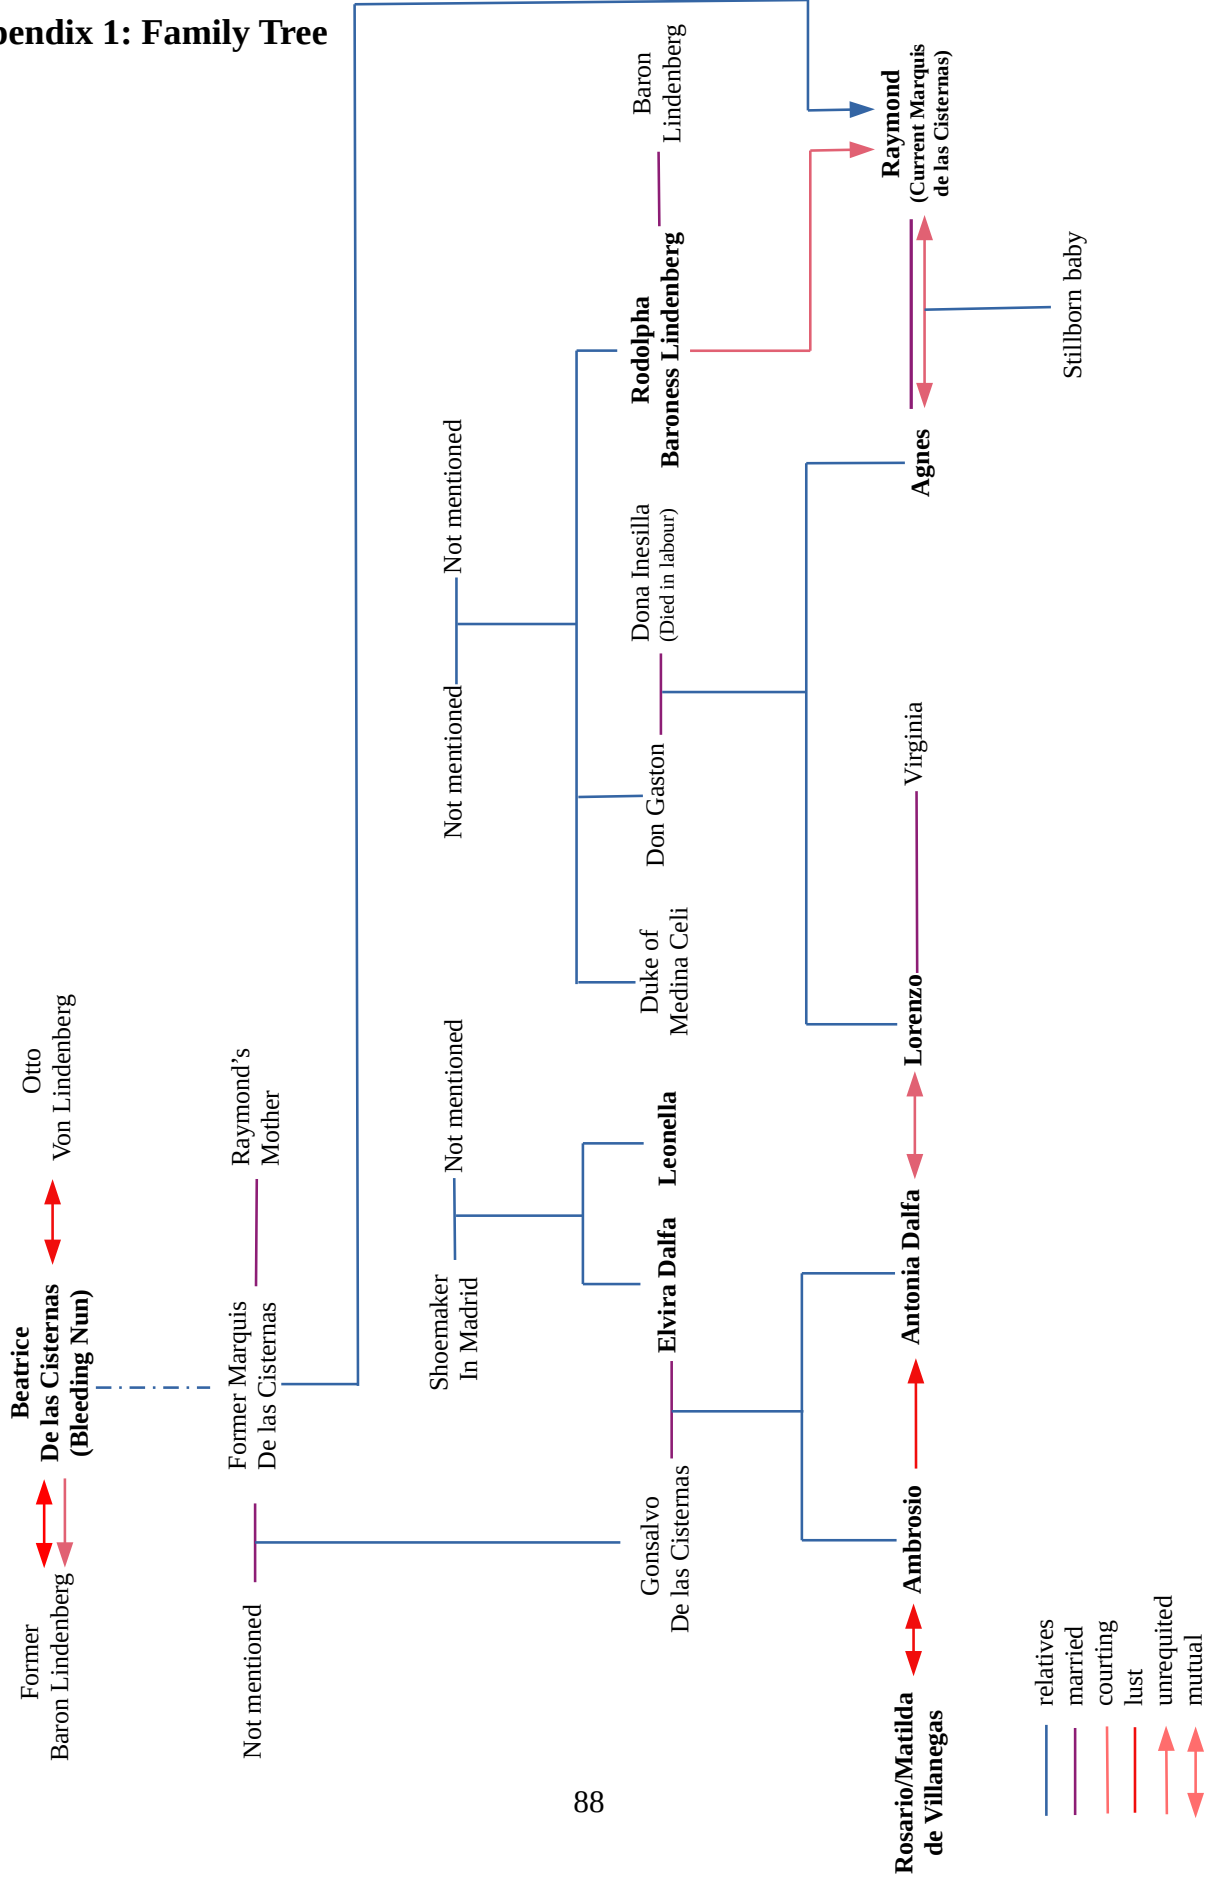 pendix 1: Family Tree
Former
Baron Lindenberg
Beatrice
De las Cisternas
(Bleeding Nun)
Otto
Von Lindenberg
Not mentioned
Former Marquis
De las Cisternas
Raymond’s
Mother
Shoemaker
In Madrid
Not mentioned
Not mentioned
Not mentioned
Gonsalvo
De las Cisternas
Elvira Dalfa
Leonella
Duke of
Medina Celi
Don Gaston
Dona Inesilla
(Died in labour)
Rodolpha
Baroness Lindenberg
Baron
Lindenberg
Rosario/Matilda
de Villanegas
Ambrosio
Antonia Dalfa
Lorenzo
Virginia
Agnes
Raymond
(Current Marquis
de las Cisternas)
Stillborn baby
relatives
married
courting
lust
unrequited
mutual
88